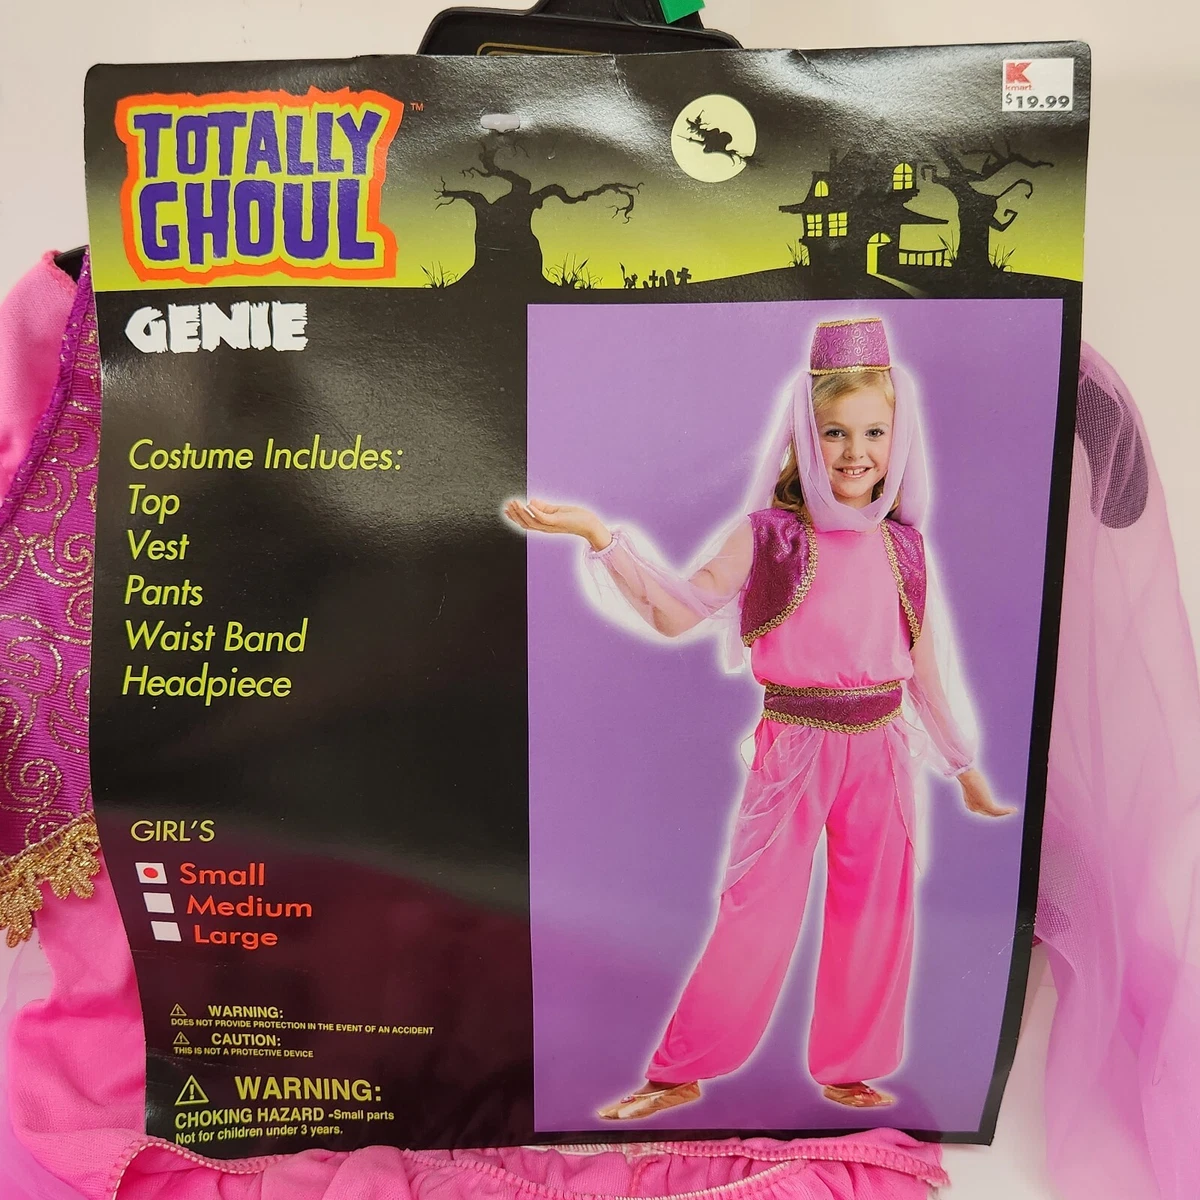 TOTALLY
GHOUL
TM
K
kmart
$19.99
GENIE
Costume Includes:
Top
Vest
Pants
Waist Band
Headpiece
GIRL'S
Small
Medium
Large
WARNING:
DOES NOT PROVIDE PROTECTION IN THE EVENT OF AN ACCIDENT
CAUTION:
THIS IS NOT A PROTECTIVE DEVICE
WARNING:
CHOKING HAZARD -Small parts
Not for children under 3 years.